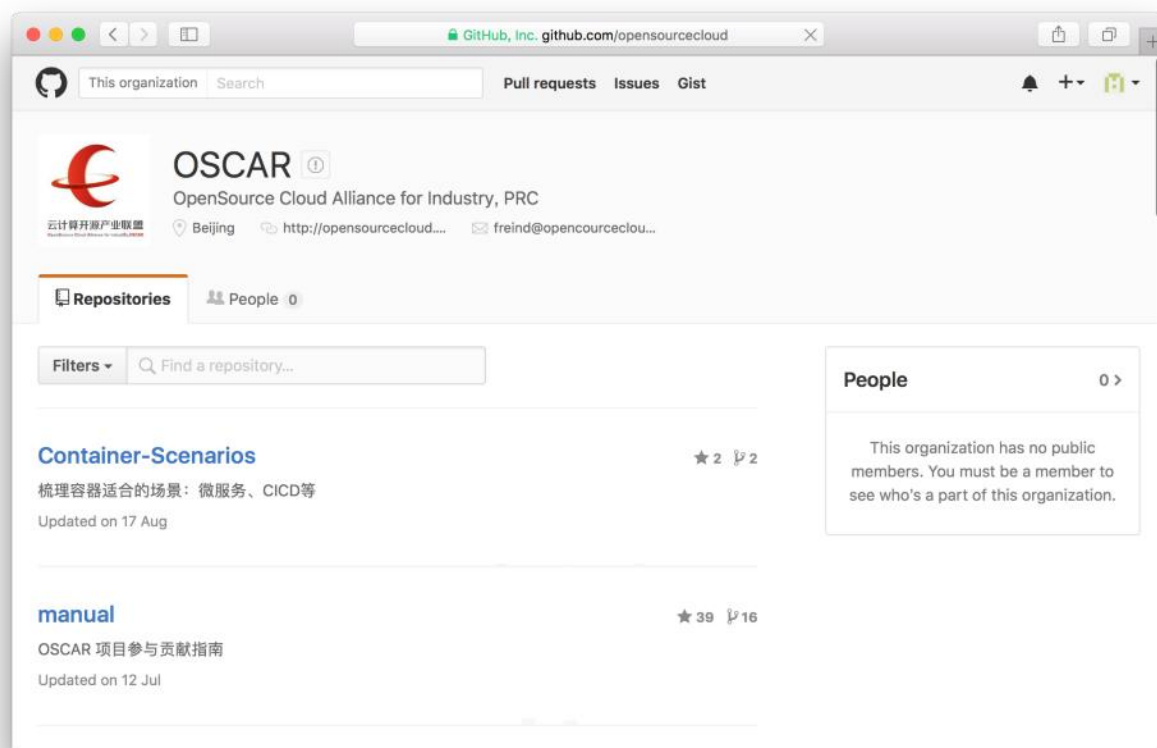 GitHub, Inc. github.com/opensourcecloud
This organization Search Pull requests Issues Gist
OSCAR
OpenSource Cloud Alliance for Industry, PRC
云计算开源产业联盟
Beijing http://opensourcecloud.... freind@opencourceclou...
Repositories People 0
Filters Find a repository...
People 0
Container-Scenarios 2 2
梳理容器适合的场景：微服务、CICD等
Updated on 17 Aug
This organization has no public
members. You must be a member to
see who's a part of this organization.
manual 39 16
OSCAR 项目参与贡献指南
Updated on 12 Jul